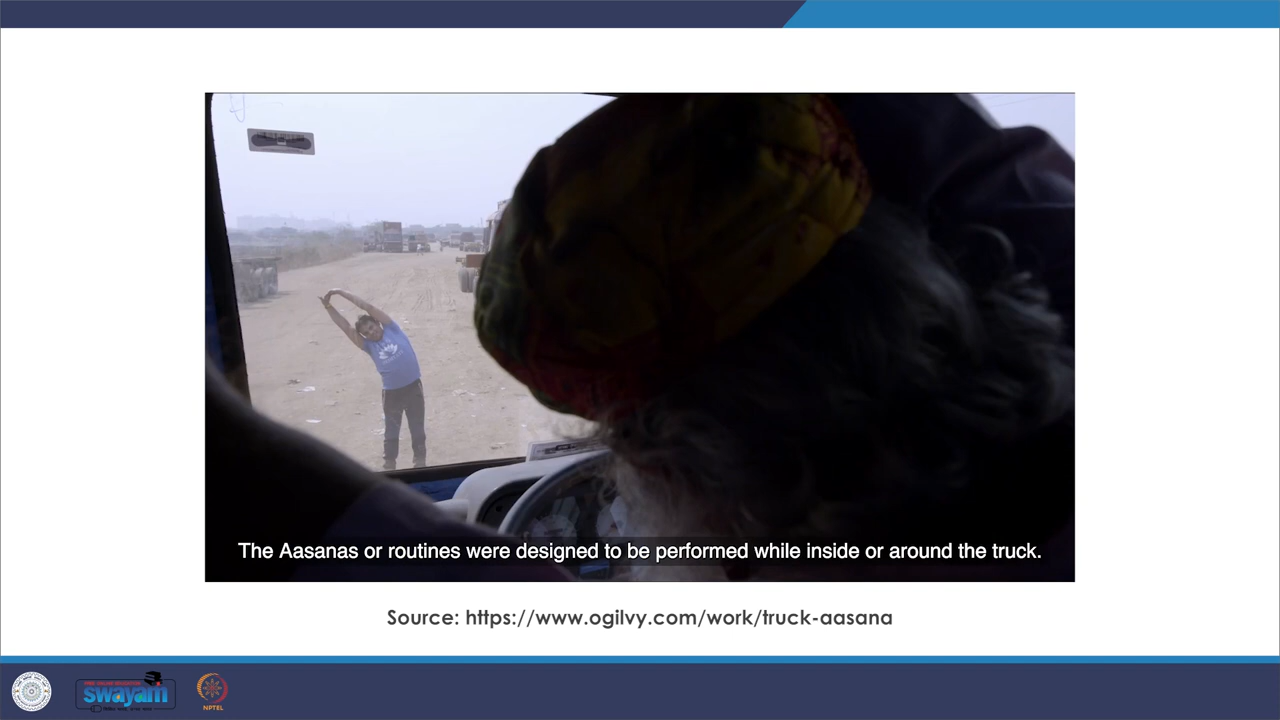 The Aasanas or routines were designed to be performed while inside or around the truck.
Source: https://www.ogilvy.com/work/truck-aasana
swayam
NPTEL